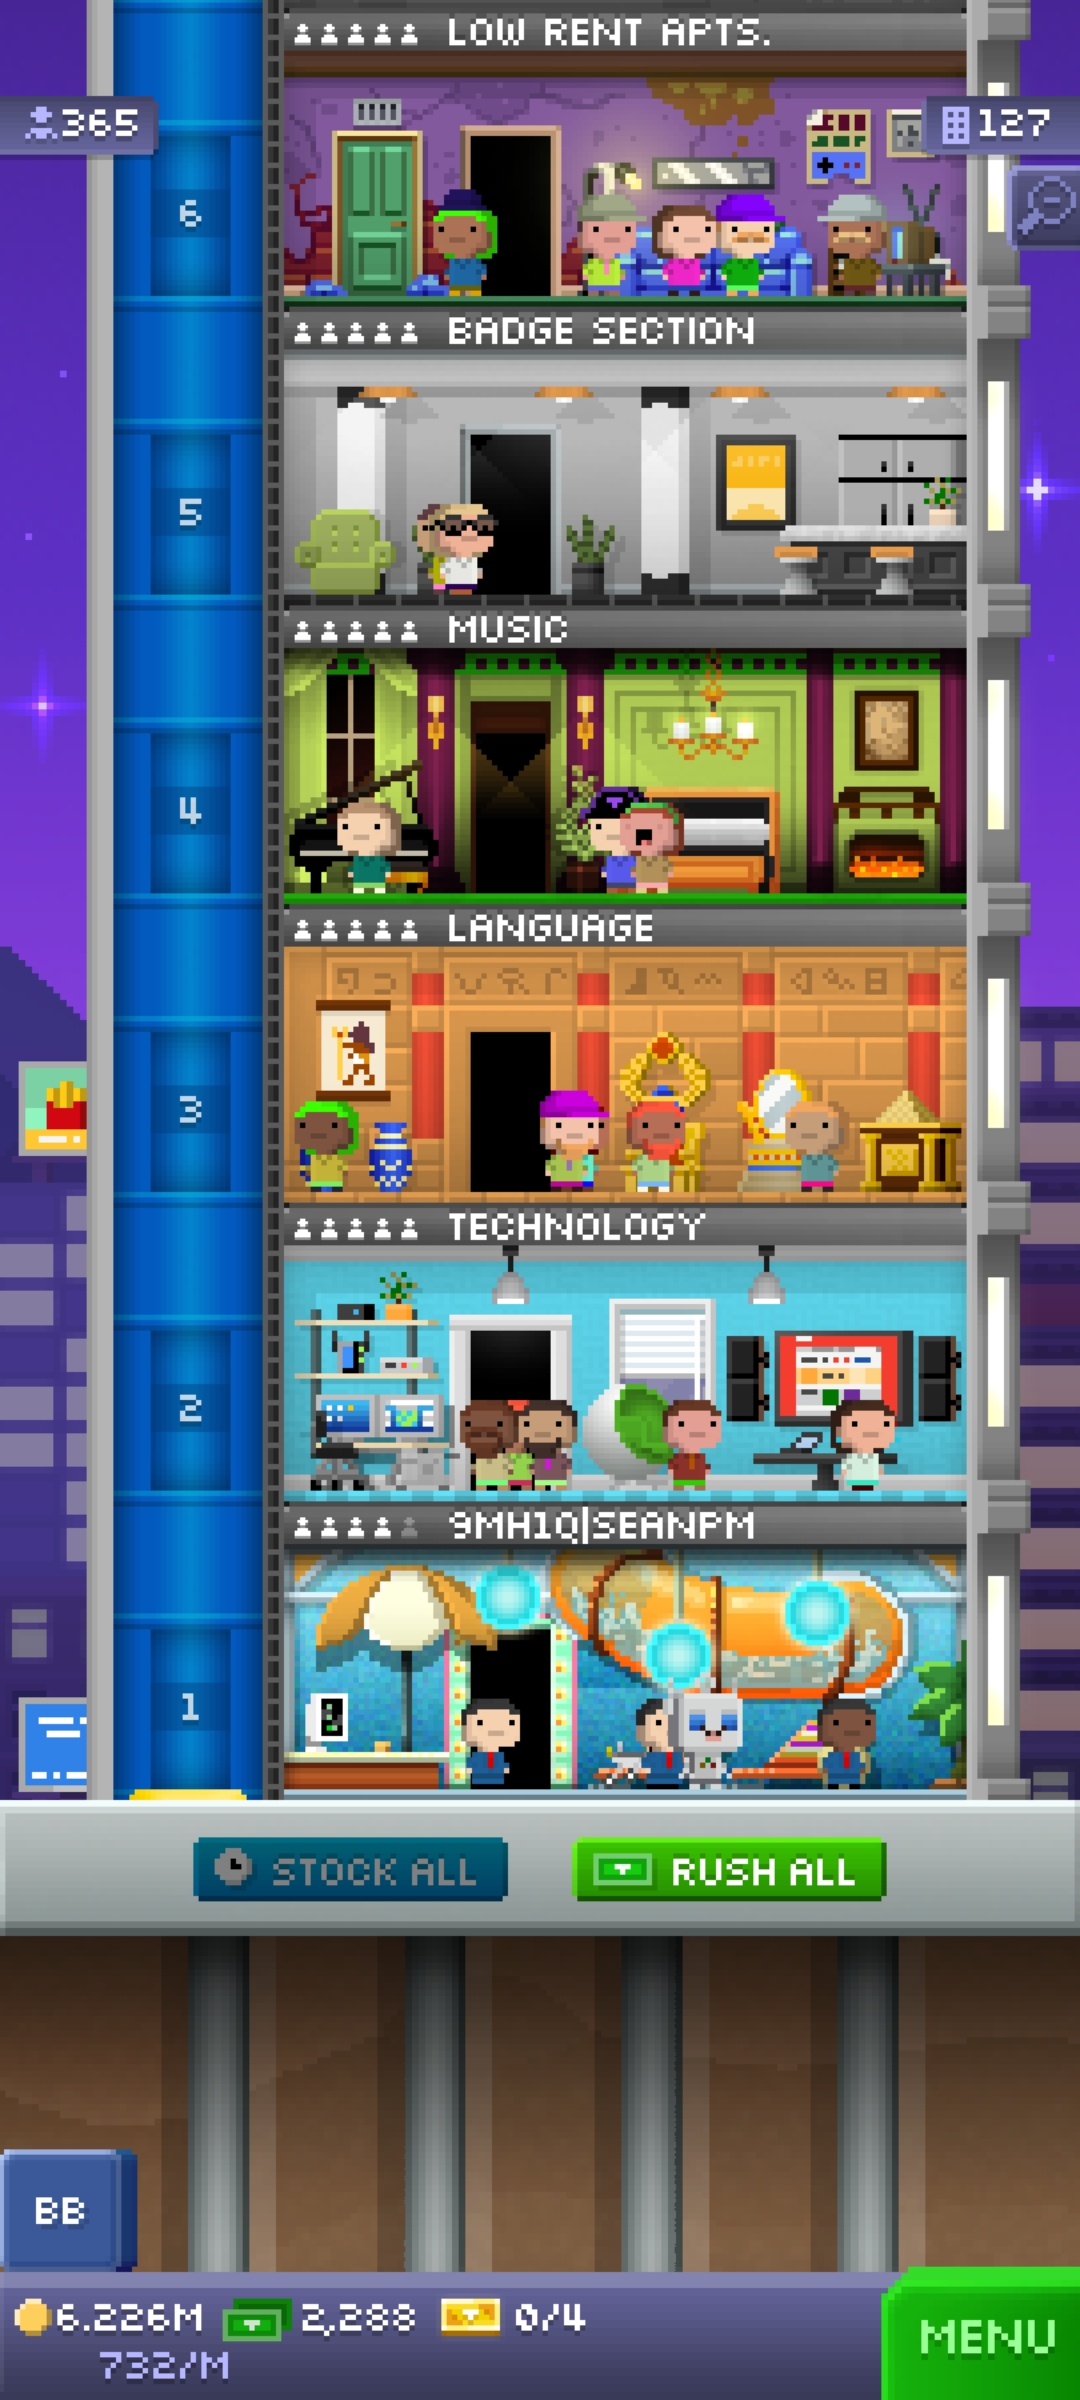 LOW RENT APTS.
365
127
6
BADGE SECTION
5
MUSIC
4
LANGUAGE
3
TECHNOLOGY
2
9MH1Q|SEANPM
1
STOCK ALL
RUSH ALL
BB
6.226M
2,288
0/4
732/M
MENU